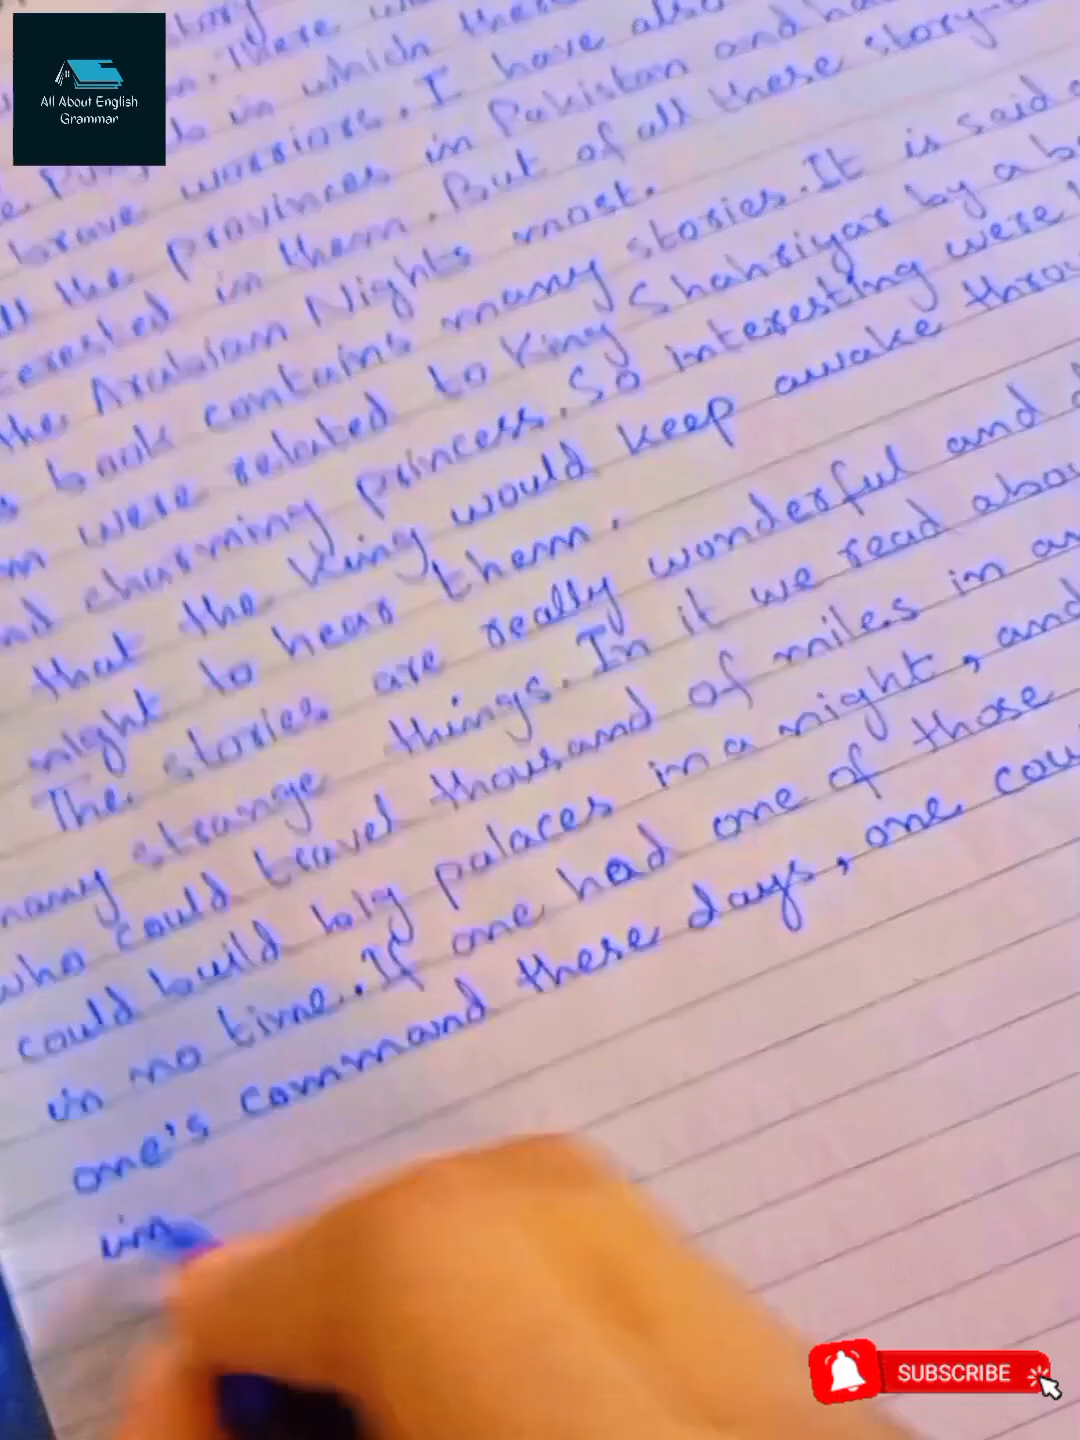 All About English
Grammar
story
There
in which these
brave warriors. I have also
the provinces in Pakistan and
in them. But of all these story-
the Arabian Nights most.
book contains many stories. It is said
were related to King Shahriyar by a
charming princess. So interesting were
that the King would keep awake
night to hear them.
The stories are really wonderful and
many strange things. In it we read
who could travel thousand of miles in
could build big palaces in a night, and
in no time. If one had one of those
one's command these days, one
in
SUBSCRIBE